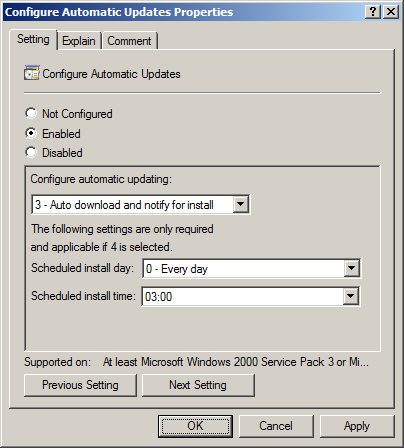 Configure Automatic Updates Properties
Setting
Explain
Comment
Configure Automatic Updates
Not Configured
Enabled
Disabled
Configure automatic updating:
3 - Auto download and notify for install
The following settings are only required
and applicable if 4 is selected.
Scheduled install day: 0 - Every day
Scheduled install time: 03:00
Supported on: At least Microsoft Windows 2000 Service Pack 3 or Mi...
Previous Setting
Next Setting
OK
Cancel
Apply